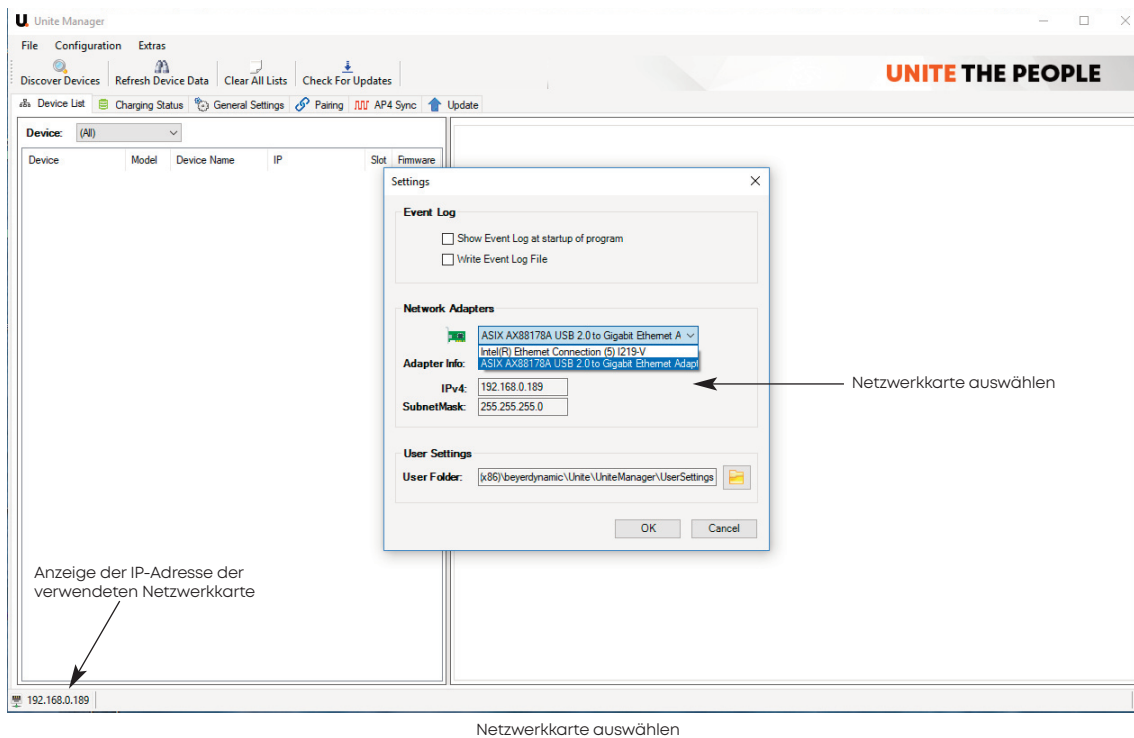 U. Unite Manager
File Configuration Extras
Discover Devices Refresh Device Data Clear All Lists Check For Updates
UNITE THE PEOPLE
Device List Charging Status General Settings Pairing AP4 Sync Update
Device: (All)
Device Model Device Name IP Slot Firmware
Settings
Event Log
Show Event Log at startup of program
Write Event Log File
Network Adapters
ASIX AX88178A USB 2.0 to Gigabit Ethernet A
Intel(R) Ethernet Connection (5) I219-V
Adapter Info: ASIX AX88178A USB 2.0 to Gigabit Ethernet Adapt
IPv4: 192.168.0.189
SubnetMask: 255.255.255.0
Netzwerkkarte auswählen
User Settings
User Folder: (x86)\beyerdynamic\Unite\UniteManager\UserSettings
OK Cancel
Anzeige der IP-Adresse der
verwendeten Netzwerkkarte
192.168.0.189
Netzwerkkarte auswählen